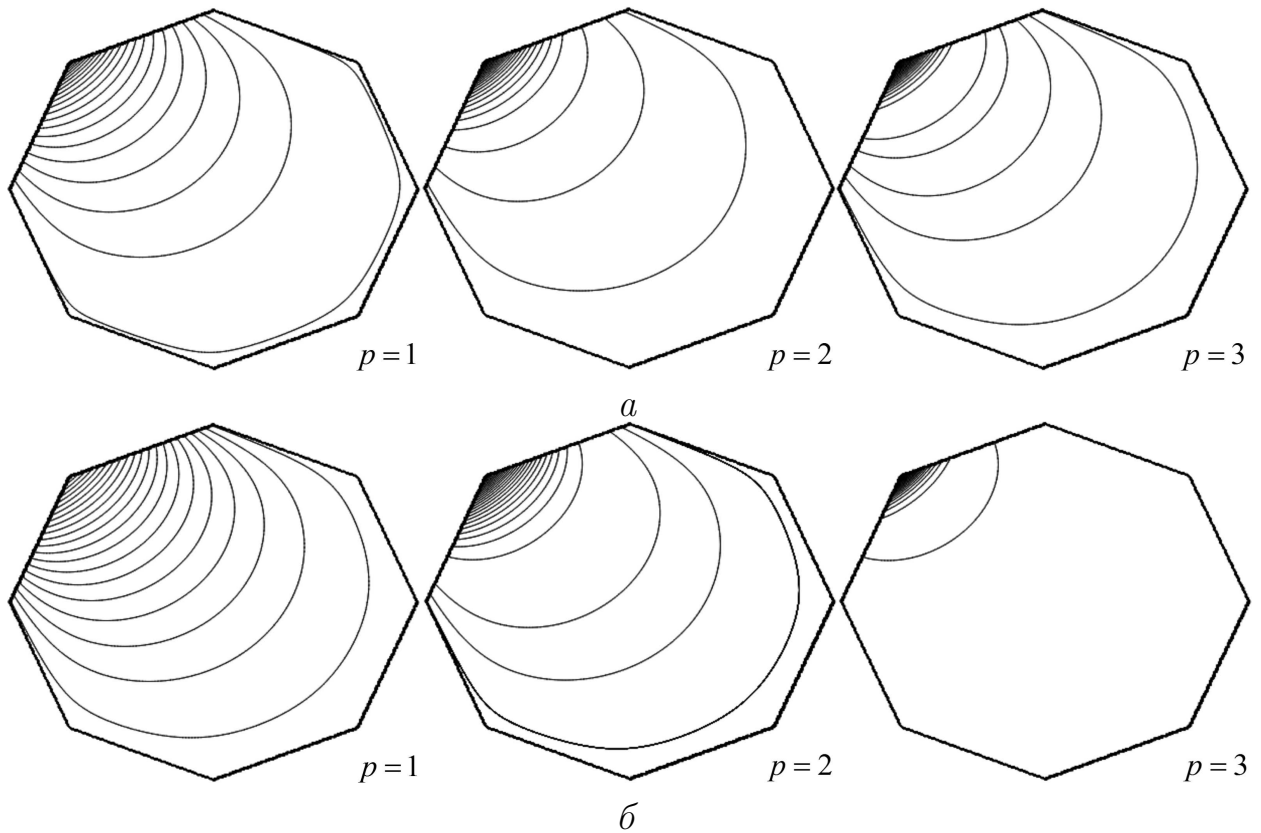 p = 1 p = 2 p = 3
а
p = 1 p = 2 p = 3
б